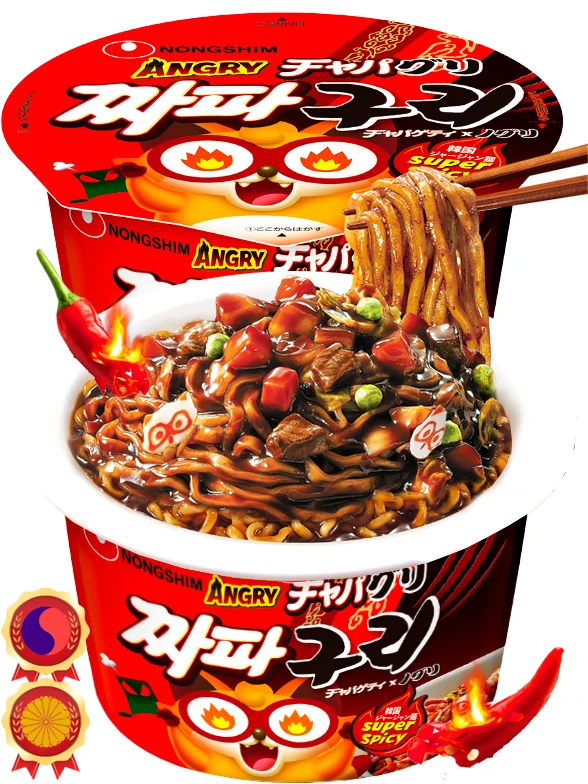 NONGSHIM
ANGRY チャパグリ
짜파구리
チャパゲティ×ノグリ
韓国
ジャージャン麺
super
spicy
①ここからはがす
NONGSHIM
ANGRY チャパ
NONGSHIM
ANGRY チャパグリ
짜파구리
チャパゲティ×ノグリ
韓国
ジャージャン麺
super
spicy